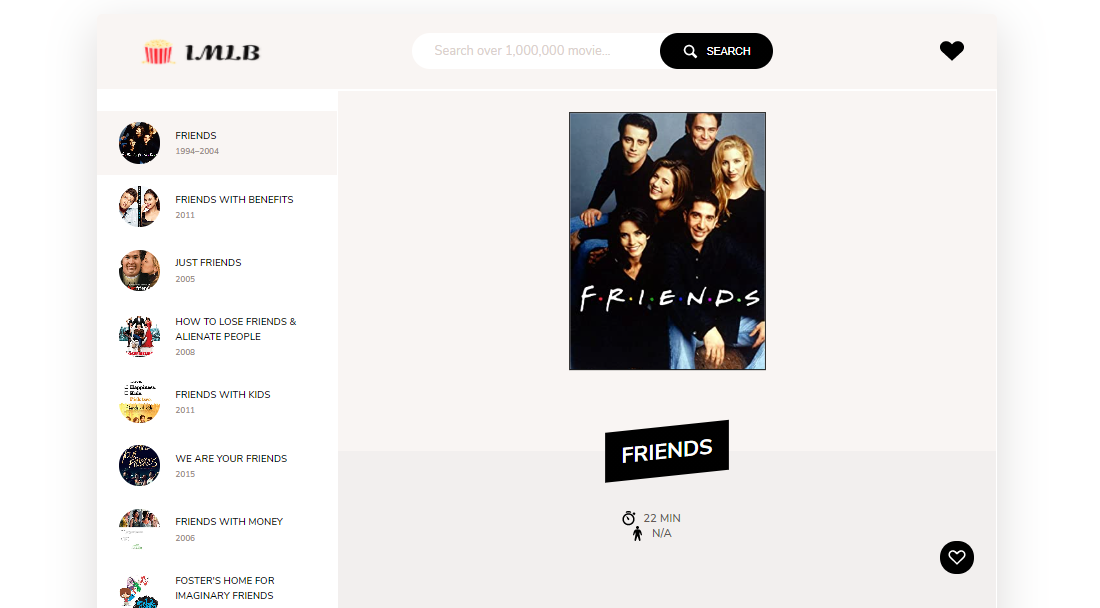 I.M.L.B
Search over 1,000,000 movie...
SEARCH
FRIENDS
1994–2004
FRIENDS WITH BENEFITS
2011
JUST FRIENDS
2005
HOW TO LOSE FRIENDS &
ALIENATE PEOPLE
2008
FRIENDS WITH KIDS
2011
WE ARE YOUR FRIENDS
2015
FRIENDS WITH MONEY
2006
FOSTER'S HOME FOR
IMAGINARY FRIENDS
F·R·I·E·N·D·S
FRIENDS
22 MIN
N/A